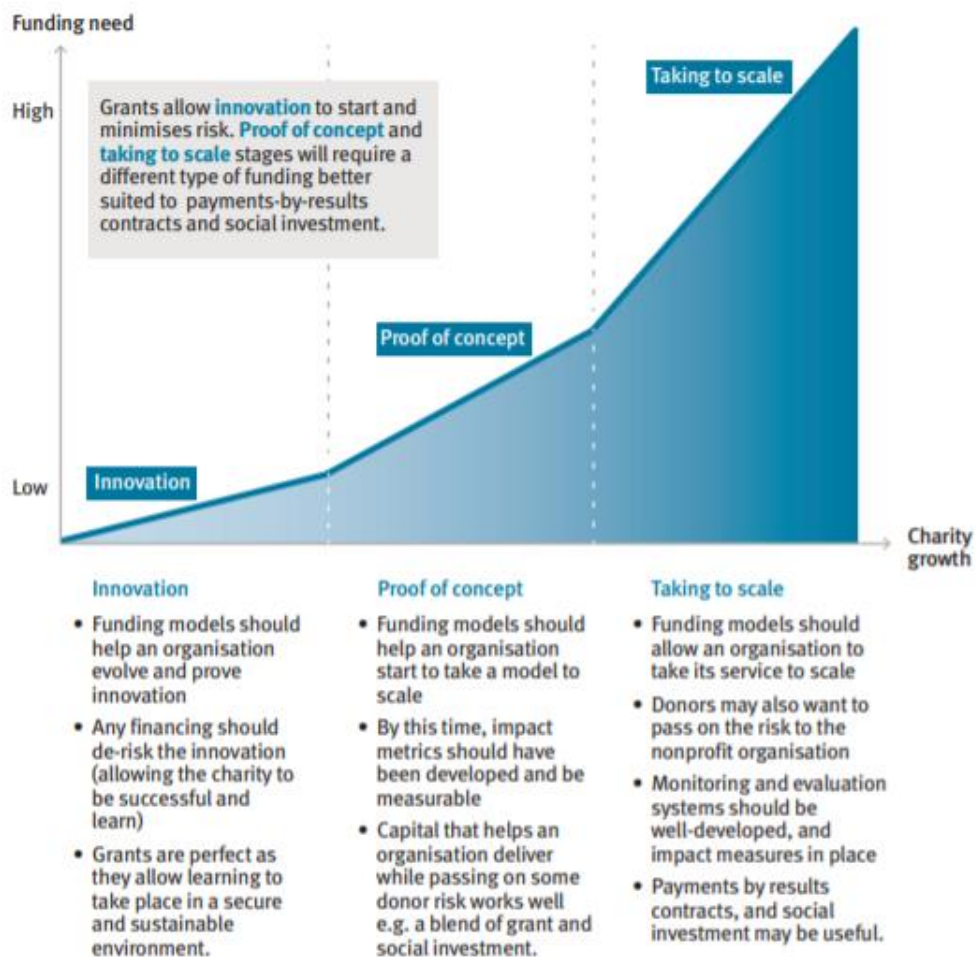 Funding need
High
Grants allow innovation to start and
minimises risk. Proof of concept and
taking to scale stages will require a
different type of funding better
suited to payments-by-results
contracts and social investment.
Taking to scale
Proof of concept
Low
Innovation
Charity
growth
Innovation
• Funding models should
help an organisation
evolve and prove
innovation
• Any financing should
de-risk the innovation
(allowing the charity to
be successful and
learn)
• Grants are perfect as
they allow learning to
take place in a secure
and sustainable
environment.
Proof of concept
• Funding models should
help an organisation
start to take a model to
scale
• By this time, impact
metrics should have
been developed and be
measurable
• Capital that helps an
organisation deliver
while passing on some
donor risk works well
e.g. a blend of grant and
social investment.
Taking to scale
• Funding models should
allow an organisation to
take its service to scale
• Donors may also want to
pass on the risk to the
nonprofit organisation
• Monitoring and evaluation
systems should be
well-developed, and
impact measures in place
• Payments by results
contracts, and social
investment may be useful.